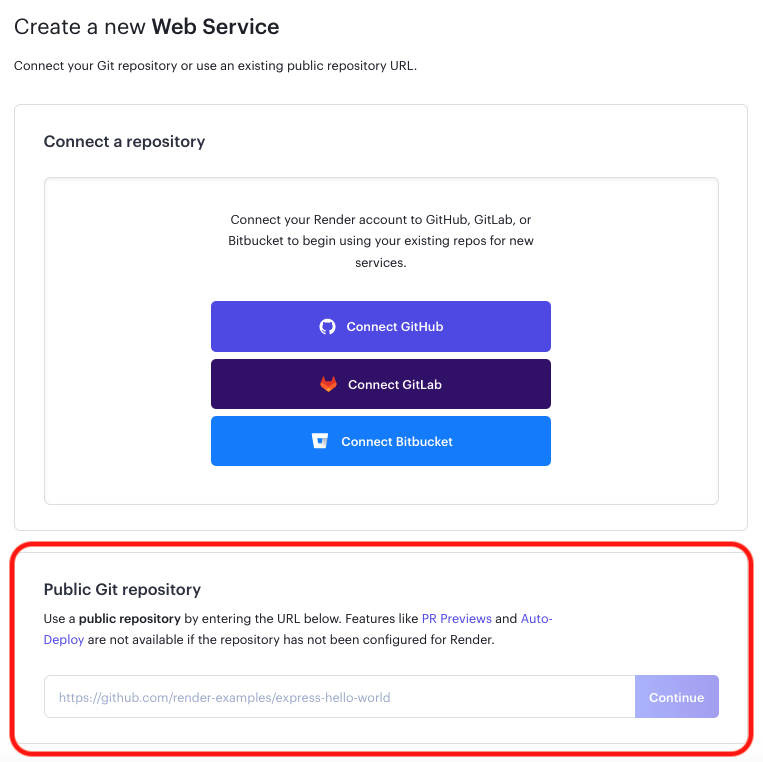 Create a new Web Service
Connect your Git repository or use an existing public repository URL.
Connect a repository
Connect your Render account to GitHub, GitLab, or
Bitbucket to begin using your existing repos for new
services.
Connect GitHub
Connect GitLab
Connect Bitbucket
Public Git repository
Use a public repository by entering the URL below. Features like PR Previews and Auto-
Deploy are not available if the repository has not been configured for Render.
https://github.com/render-examples/express-hello-world
Continue